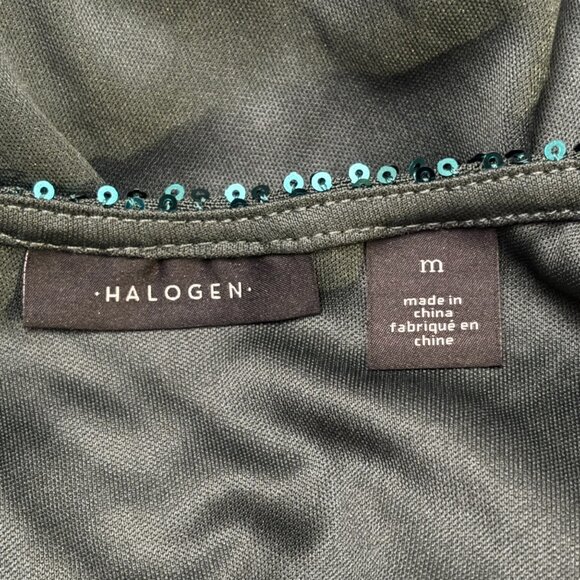 ·HALOGEN·
m
made in
china
fabriqué en
chine